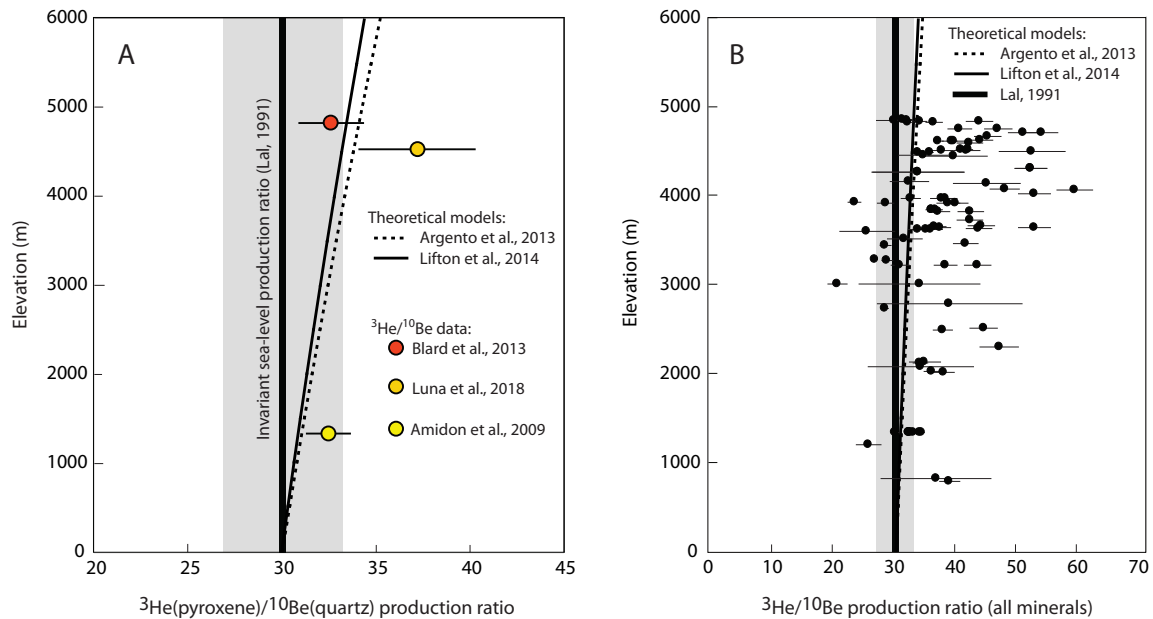 A
6000
5000
4000
3000
2000
1000
0
Elevation (m)
Invariant sea-level production ratio (Lal, 1991)
Theoretical models:
Argento et al., 2013
Lifton et al., 2014
³He/¹⁰Be data:
Blard et al., 2013
Luna et al., 2018
Amidon et al., 2009
20 25 30 35 40 45
³He(pyroxene)/¹⁰Be(quartz) production ratio
B
6000
5000
4000
3000
2000
1000
0
Elevation (m)
Theoretical models:
Argento et al., 2013
Lifton et al., 2014
Lal, 1991
0 10 20 30 40 50 60 70
³He/¹⁰Be production ratio (all minerals)